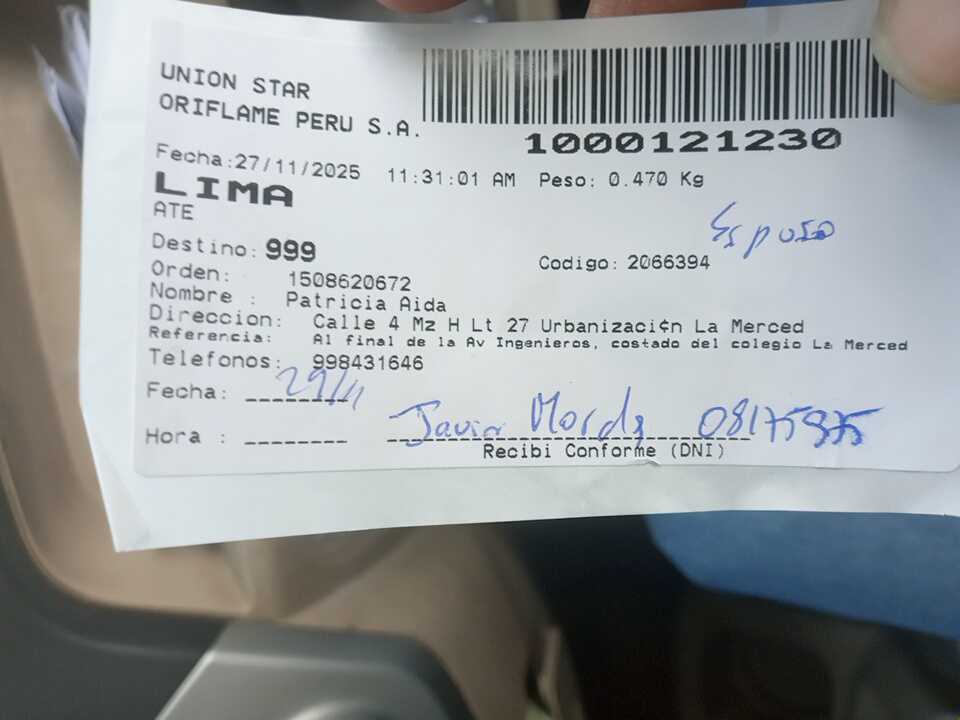 UNION STAR
ORIFLAME PERU S.A.
1000121230
Fecha:27/11/2025 11:31:01 AM Peso: 0.470 Kg
LIMA
ATE
Esposo
Destino: 999
Codigo: 2066394
Orden: 1508620672
Nombre : Patricia Aida
Direccion: Calle 4 Mz H Lt 27 Urbanizaci¢n La Merced
Referencia: Al final de la Av Ingenieros, costado del colegio La Merced
Telefonos: 998431646
Fecha: 29/11
Hora : Javier
Recibi Conforme (DNI)